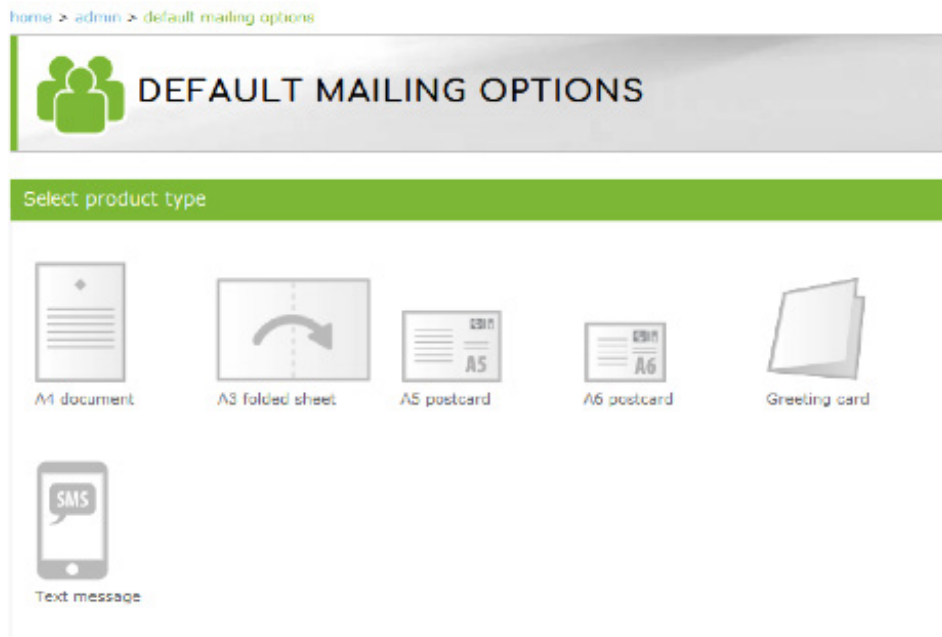 home > admin > default mailing options
DEFAULT MAILING OPTIONS
Select product type
A5
A6
A4 document
A3 folded sheet
A5 postcard
A6 postcard
Greeting card
SMS
Text message